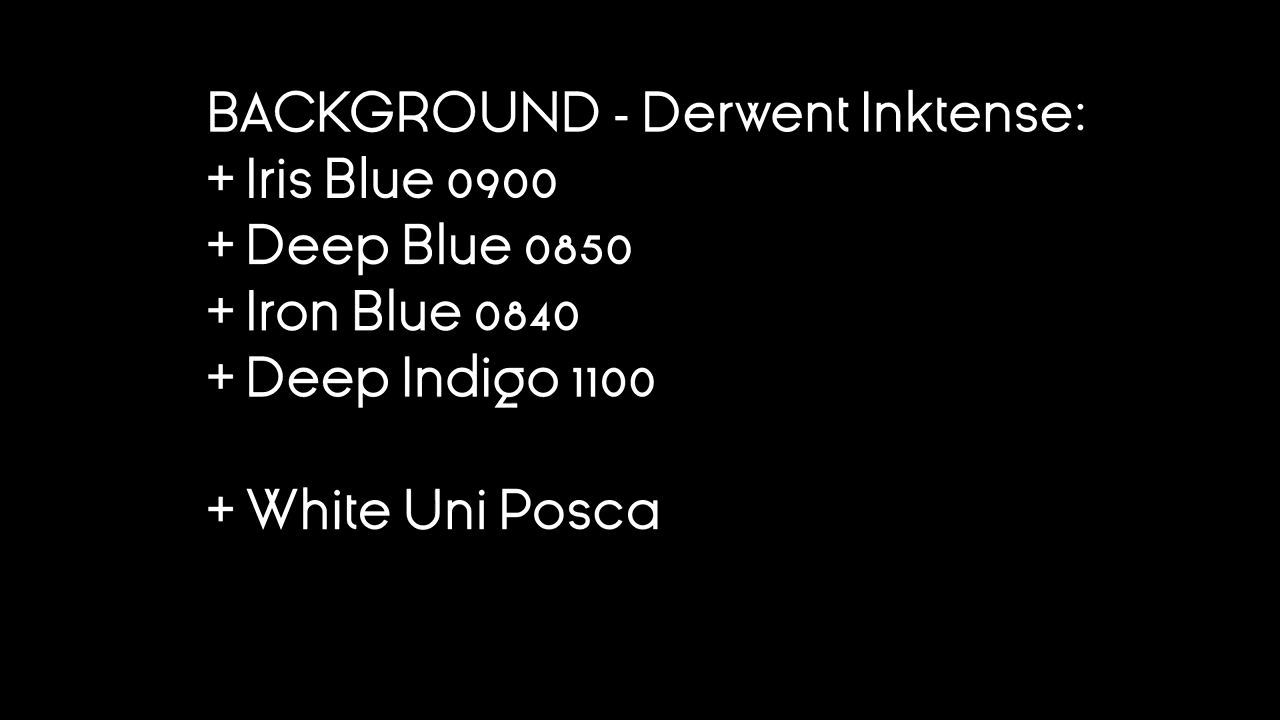 BACKGROUND - Derwent Inktense:
+ Iris Blue 0900
+ Deep Blue 0850
+ Iron Blue 0840
+ Deep Indigo 1100
+ White Uni Posca